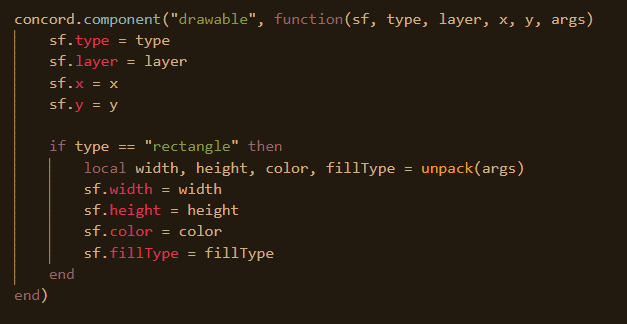 concord.component("drawable", function(sf, type, layer, x, y, args)
    sf.type = type
    sf.layer = layer
    sf.x = x
    sf.y = y

    if type == "rectangle" then
        local width, height, color, fillType = unpack(args)
        sf.width = width
        sf.height = height
        sf.color = color
        sf.fillType = fillType
    end
end)